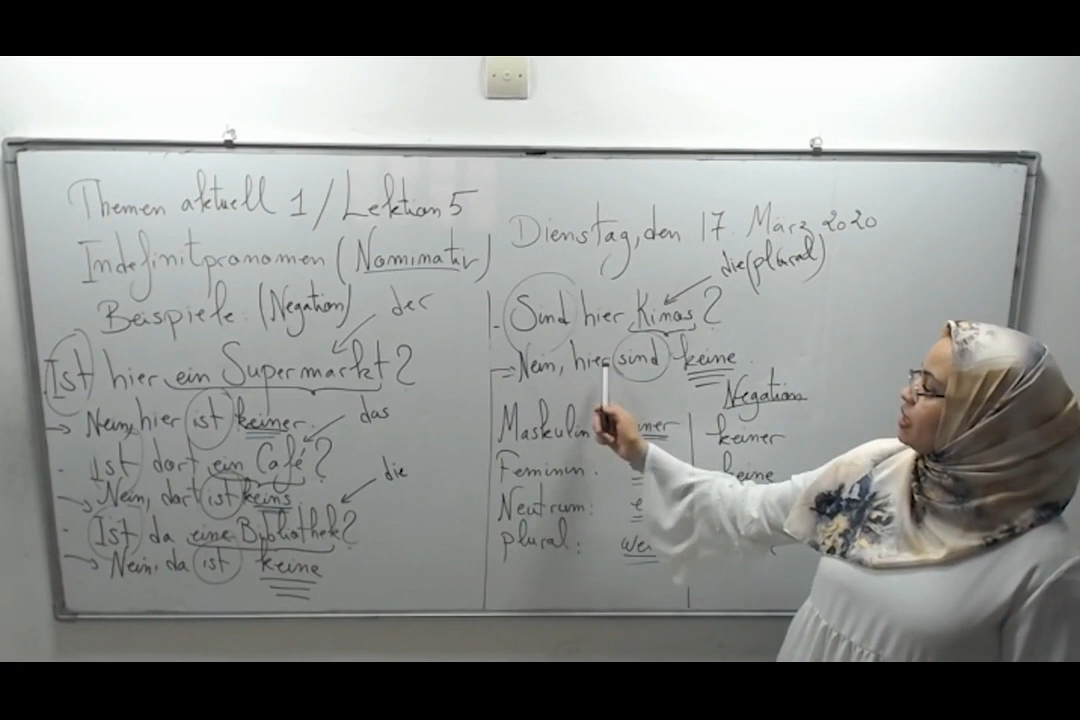 Themen aktuell 1 / Lektion 5
Indefinitpronomen (Nominativ)
Beispiele: (Negation)
der
Ist hier ein Supermarkt?
Nein, hier ist keiner.
das
- Ist dort ein Café?
Nein, dort ist keins
die
- Ist da eine Bibliothek?
Nein, da ist keine
Dienstag, den 17. März 2020
die (plural)
- Sind hier Kinos?
Nein, hier sind keine.
Negation
Maskulin keiner
Feminin: keine
Neutrum:
plural: